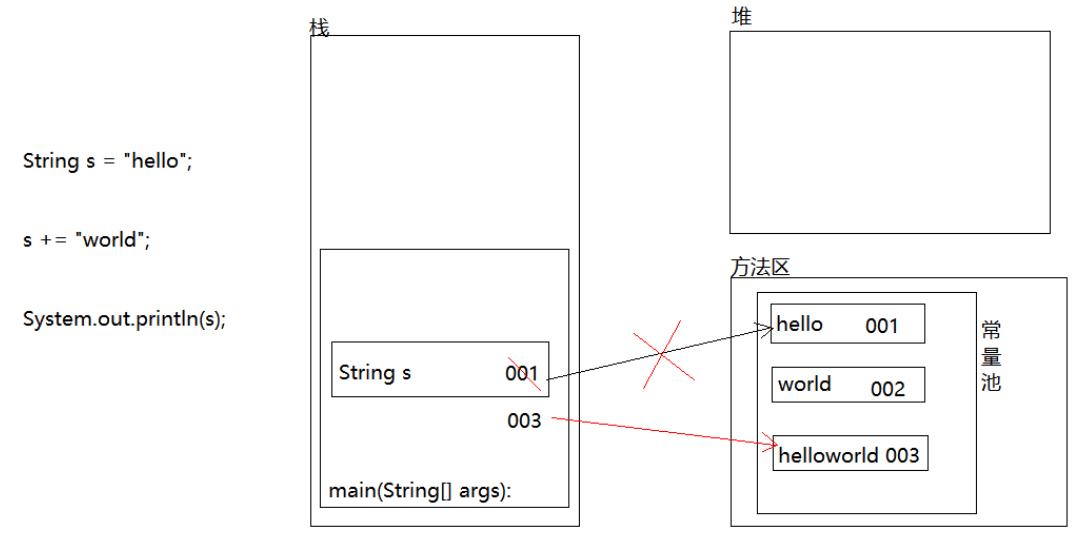 String s = "hello";
s += "world";
System.out.println(s);
栈
String s 001
003
main(String[] args):
堆
方法区
hello 001
world 002
helloworld 003
常
量
池